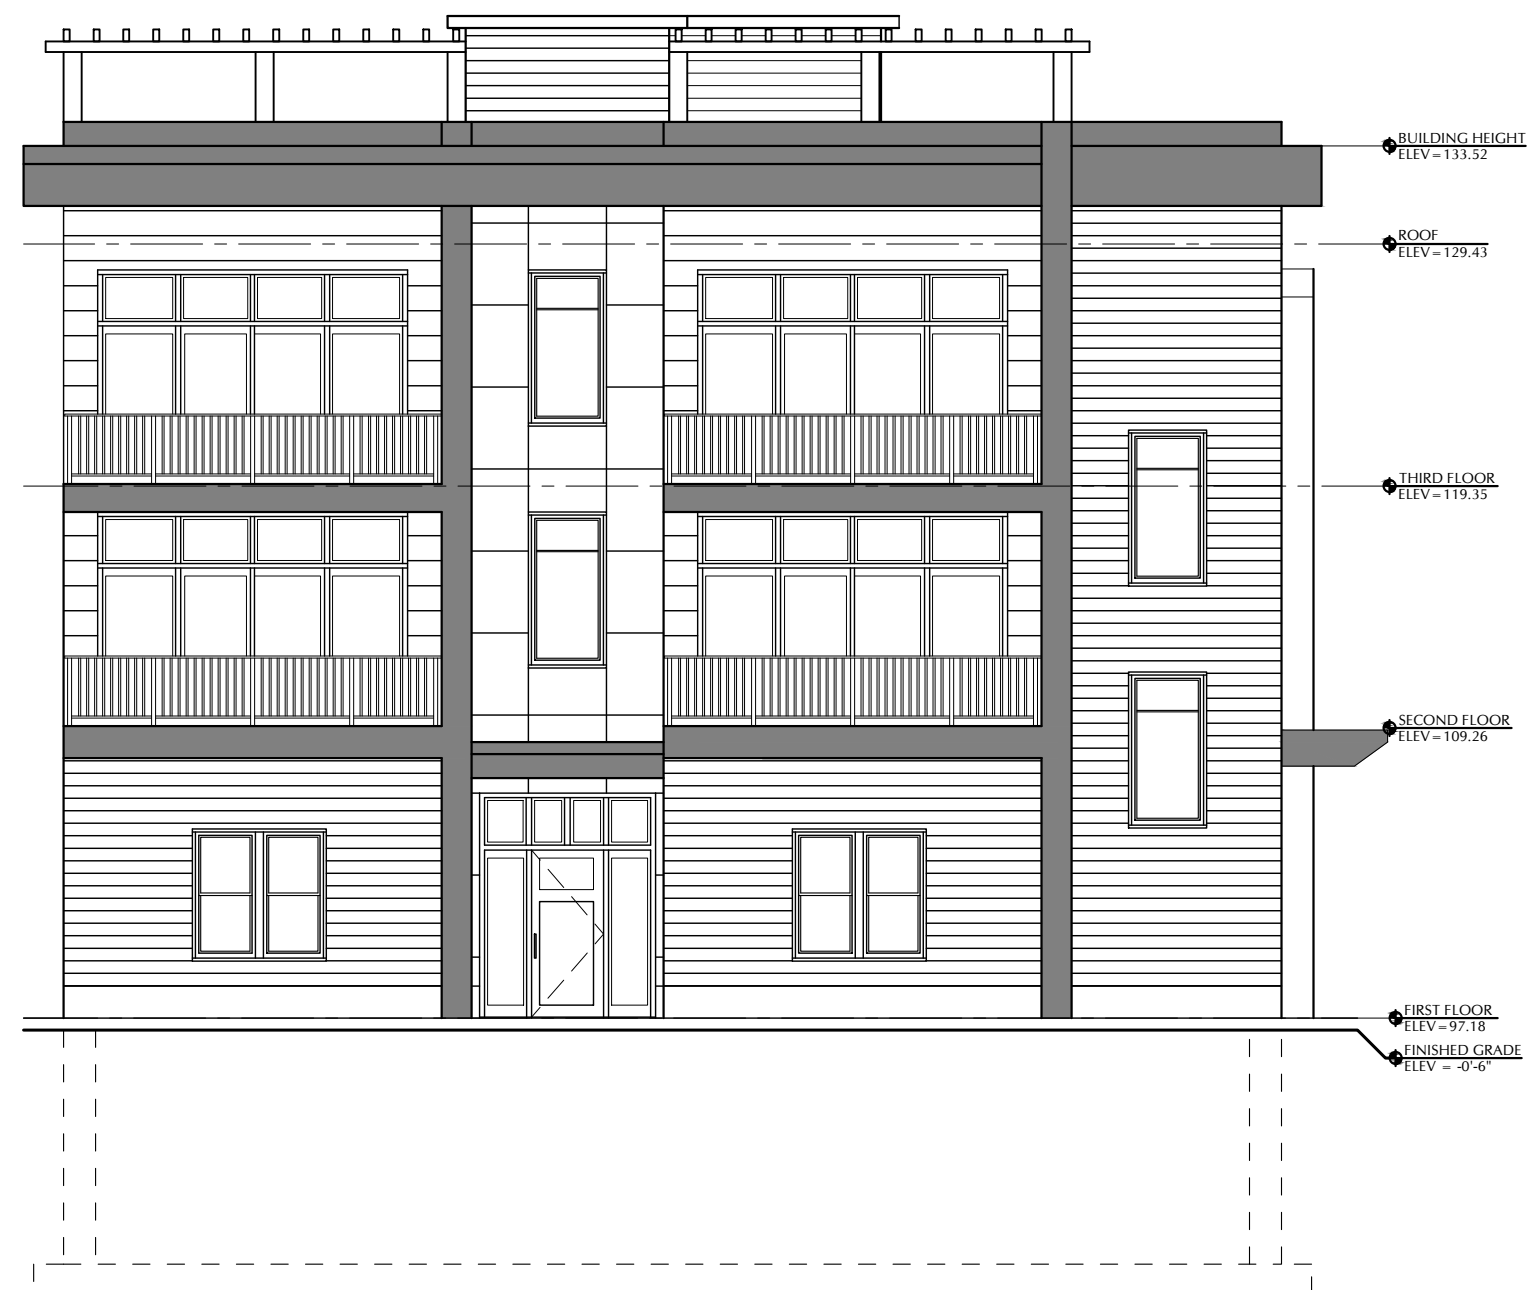 BUILDING HEIGHT
ELEV=133.52
ROOF
ELEV=129.43
THIRD FLOOR
ELEV=119.35
SECOND FLOOR
ELEV=109.26
FIRST FLOOR
ELEV=97.18
FINISHED GRADE
ELEV = -0'-6"